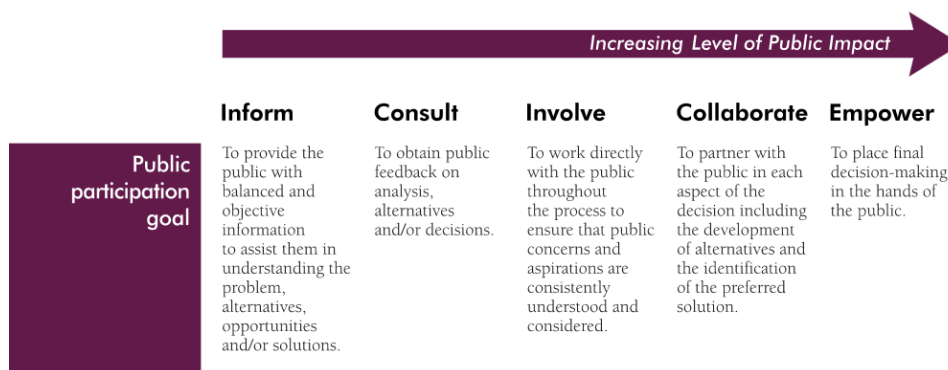 Increasing Level of Public Impact
Inform
Consult
Involve
Collaborate
Empower
Public
participation
goal
To provide the
public with
balanced and
objective
information
to assist them in
understanding the
problem,
alternatives,
opportunities
and/or solutions.
To obtain public
feedback on
analysis,
alternatives
and/or decisions.
To work directly
with the public
throughout
the process to
ensure that public
concerns and
aspirations are
consistently
understood and
considered.
To partner with
the public in each
aspect of the
decision including
the development
of alternatives and
the identification
of the preferred
solution.
To place final
decision-making
in the hands of
the public.